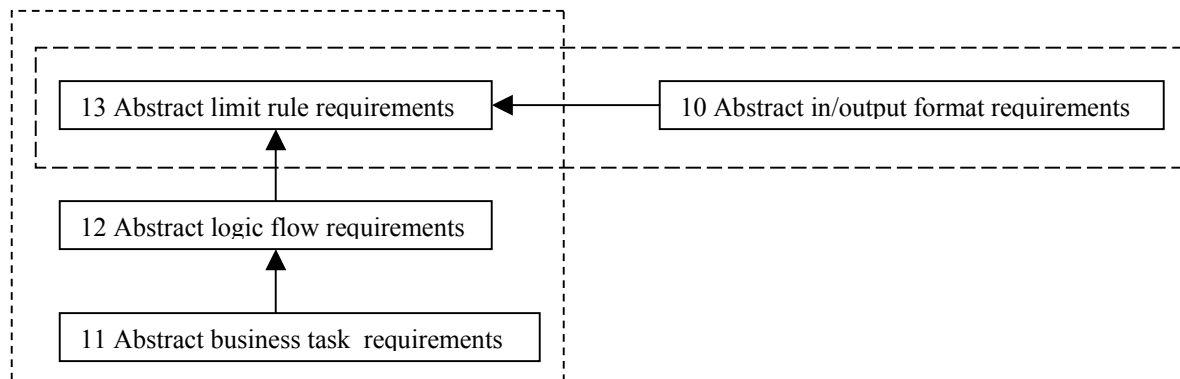 13 Abstract limit rule requirements
10 Abstract in/output format requirements
12 Abstract logic flow requirements
11 Abstract business task requirements